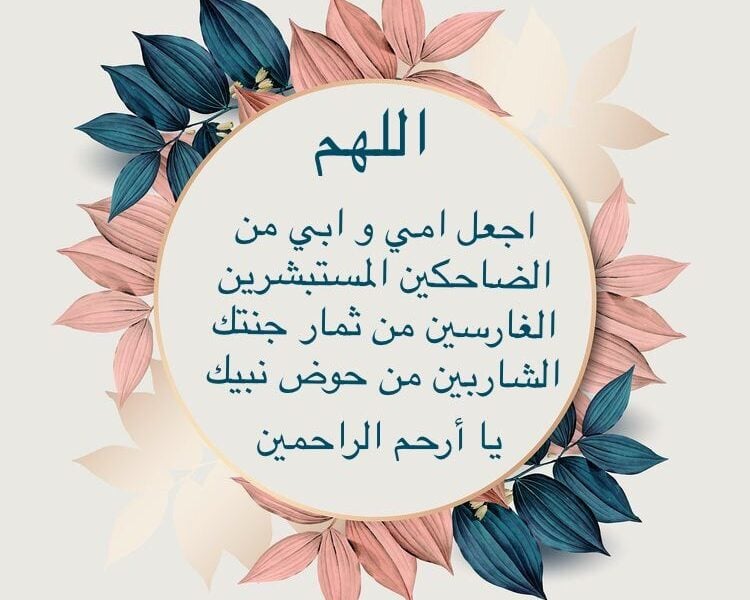 اللهم
اجعل امي و ابي من
الضاحكين المستبشرين
الغارسين من ثمار جنتك
الشاربين من حوض نبيك
يا أرحم الراحمين